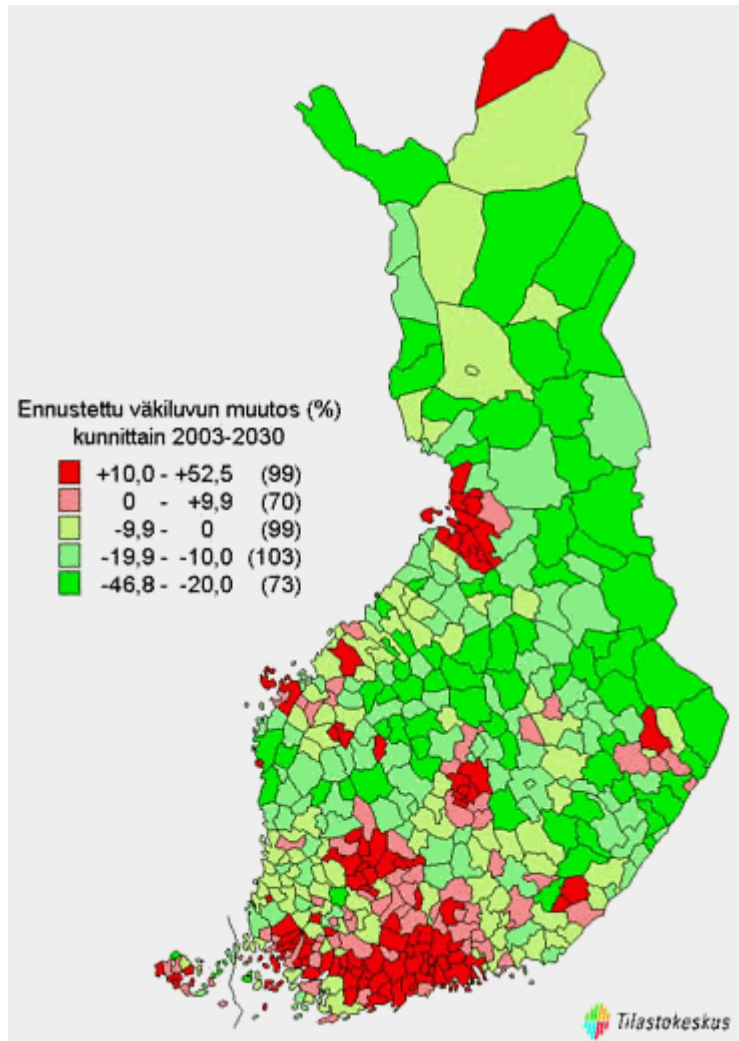 Ennustettu väkiluvun muutos (%)
kunnittain 2003-2030
+10,0 - +52,5 (99)
0 - +9,9 (70)
-9,9 - 0 (99)
-19,9 - -10,0 (103)
-46,8 - -20,0 (73)
Tilastokeskus